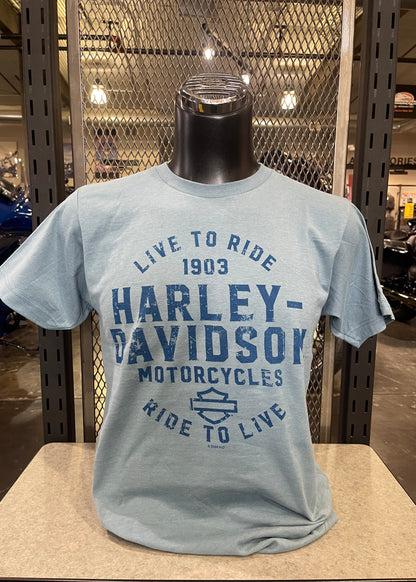 LIVE TO RIDE
1903
HARLEY-
DAVIDSON
MOTORCYCLES
RIDE TO LIVE